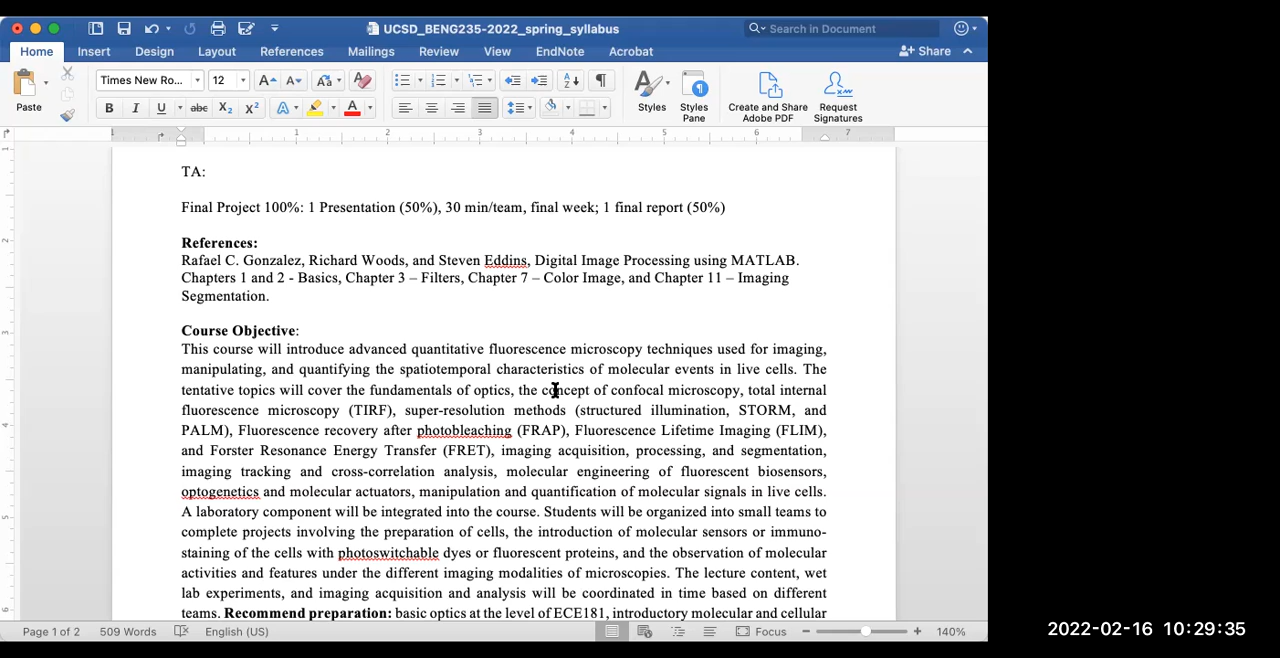 UCSD_BENG235-2022_spring_syllabus
Search in Document
Home Insert Design Layout References Mailings Review View EndNote Acrobat Share
Paste
Times New Ro... 12
Styles
Styles Pane
Create and Share Adobe PDF
Request Signatures
B I U abc X2 X2 A A
1 1 2 3 4 5 6 7
TA:
Final Project 100%: 1 Presentation (50%), 30 min/team, final week; 1 final report (50%)
References:
Rafael C. Gonzalez, Richard Woods, and Steven Eddins, Digital Image Processing using MATLAB.
Chapters 1 and 2 - Basics, Chapter 3 – Filters, Chapter 7 – Color Image, and Chapter 11 – Imaging
Segmentation.
Course Objective:
This course will introduce advanced quantitative fluorescence microscopy techniques used for imaging,
manipulating, and quantifying the spatiotemporal characteristics of molecular events in live cells. The
tentative topics will cover the fundamentals of optics, the concept of confocal microscopy, total internal
fluorescence microscopy (TIRF), super-resolution methods (structured illumination, STORM, and
PALM), Fluorescence recovery after photobleaching (FRAP), Fluorescence Lifetime Imaging (FLIM),
and Forster Resonance Energy Transfer (FRET), imaging acquisition, processing, and segmentation,
imaging tracking and cross-correlation analysis, molecular engineering of fluorescent biosensors,
optogenetics and molecular actuators, manipulation and quantification of molecular signals in live cells.
A laboratory component will be integrated into the course. Students will be organized into small teams to
complete projects involving the preparation of cells, the introduction of molecular sensors or immuno-
staining of the cells with photoswitchable dyes or fluorescent proteins, and the observation of molecular
activities and features under the different imaging modalities of microscopies. The lecture content, wet
lab experiments, and imaging acquisition and analysis will be coordinated in time based on different
teams. Recommend preparation: basic optics at the level of ECE181, introductory molecular and cellular
Page 1 of 2 509 Words English (US) Focus 140%
2022-02-16 10:29:35